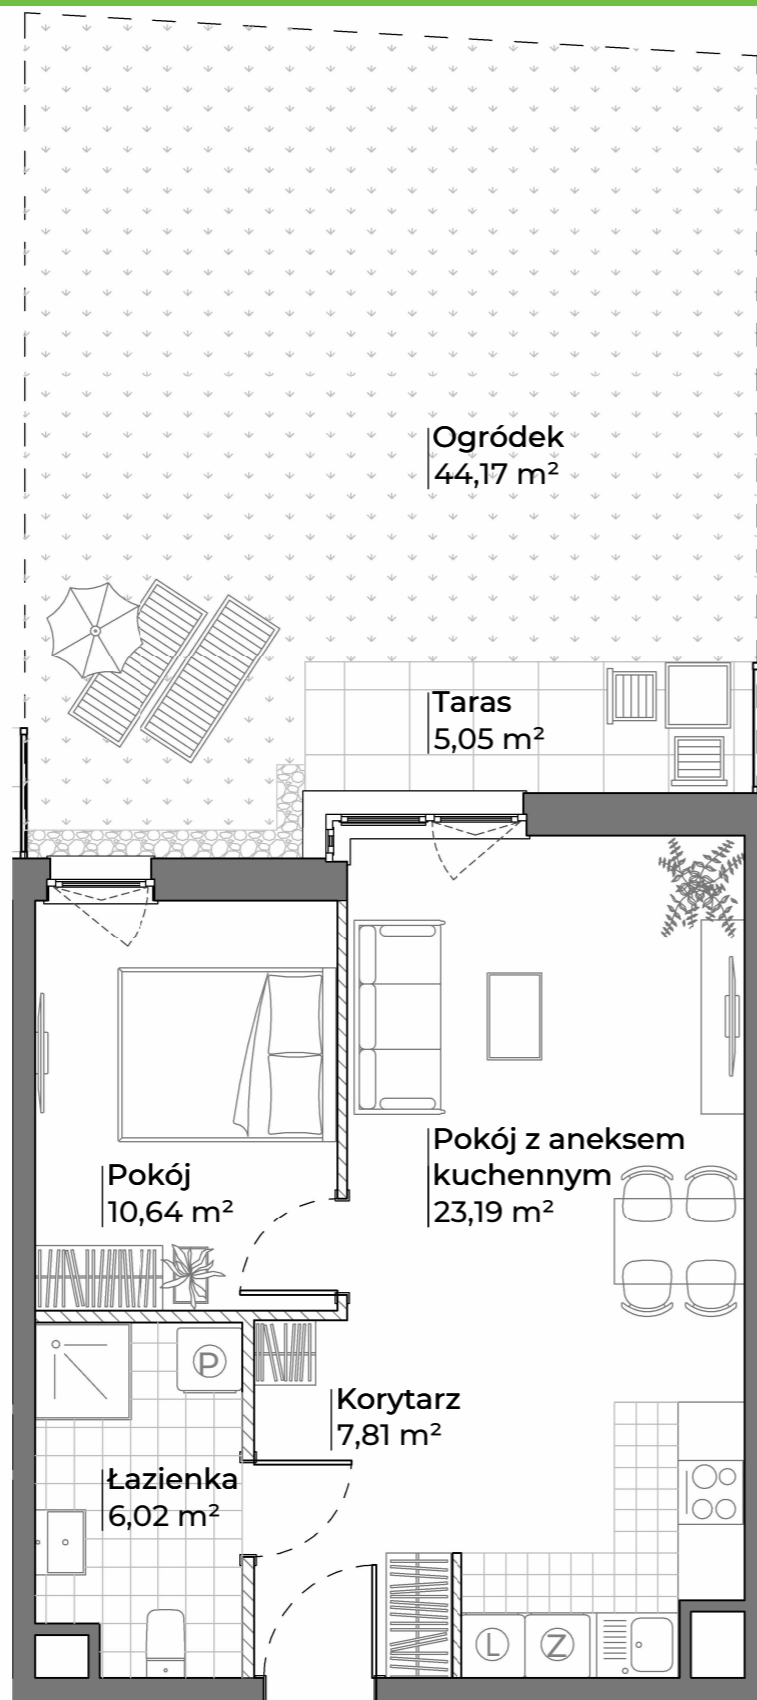 Ogródek
44,17 m²
Taras
5,05 m²
Pokój z aneksem
kuchennym
23,19 m²
Pokój
10,64 m²
P
Korytarz
7,81 m²
Łazienka
6,02 m²
L
Z